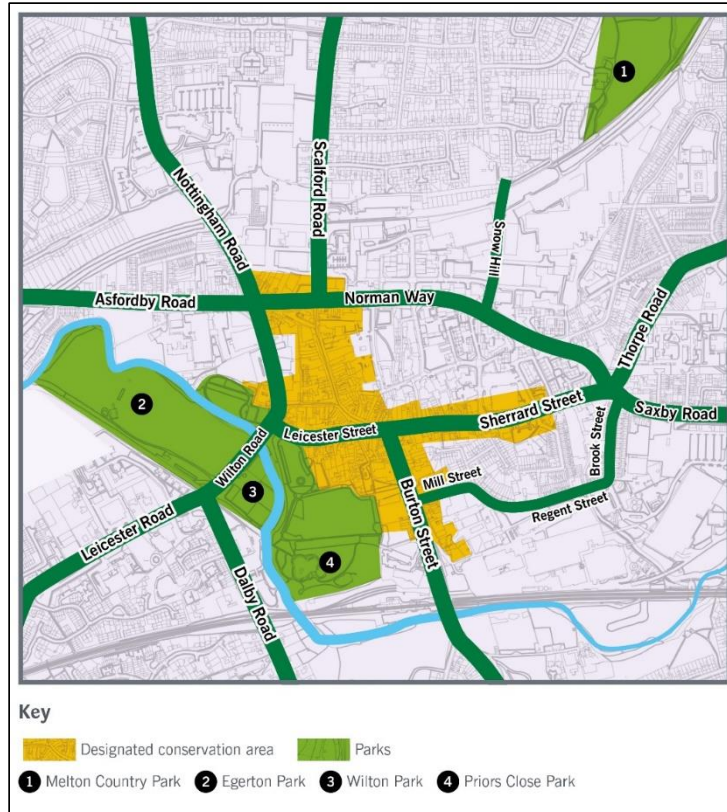 1
Scalford Road
Nottingham Road
Snow Hill
Asfordby Road
Norman Way
Thorpe Road
2
Sherrard Street
Saxby Road
Leicester Street
Wilton Road
Brook Street
Mill Street
3
Regent Street
Burton Street
Leicester Road
4
Dalby Road
Key
Designated conservation area Parks
1 Melton Country Park 2 Egerton Park 3 Wilton Park 4 Priors Close Park